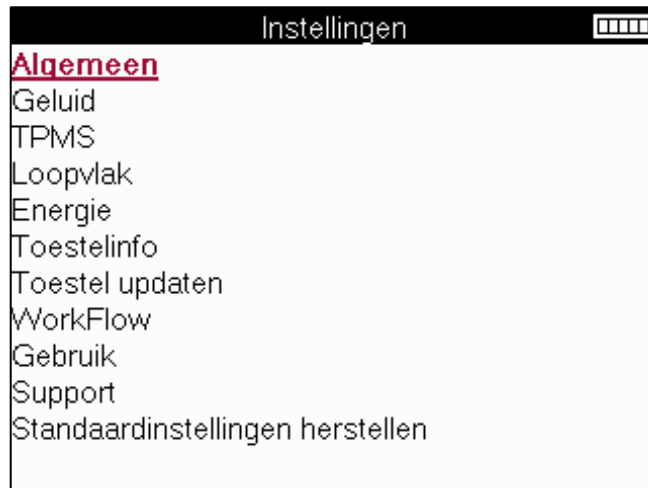 Instellingen
Algemeen
Geluid
TPMS
Loopvlak
Energie
Toestelinfo
Toestel updaten
WorkFlow
Gebruik
Support
Standaardinstellingen herstellen